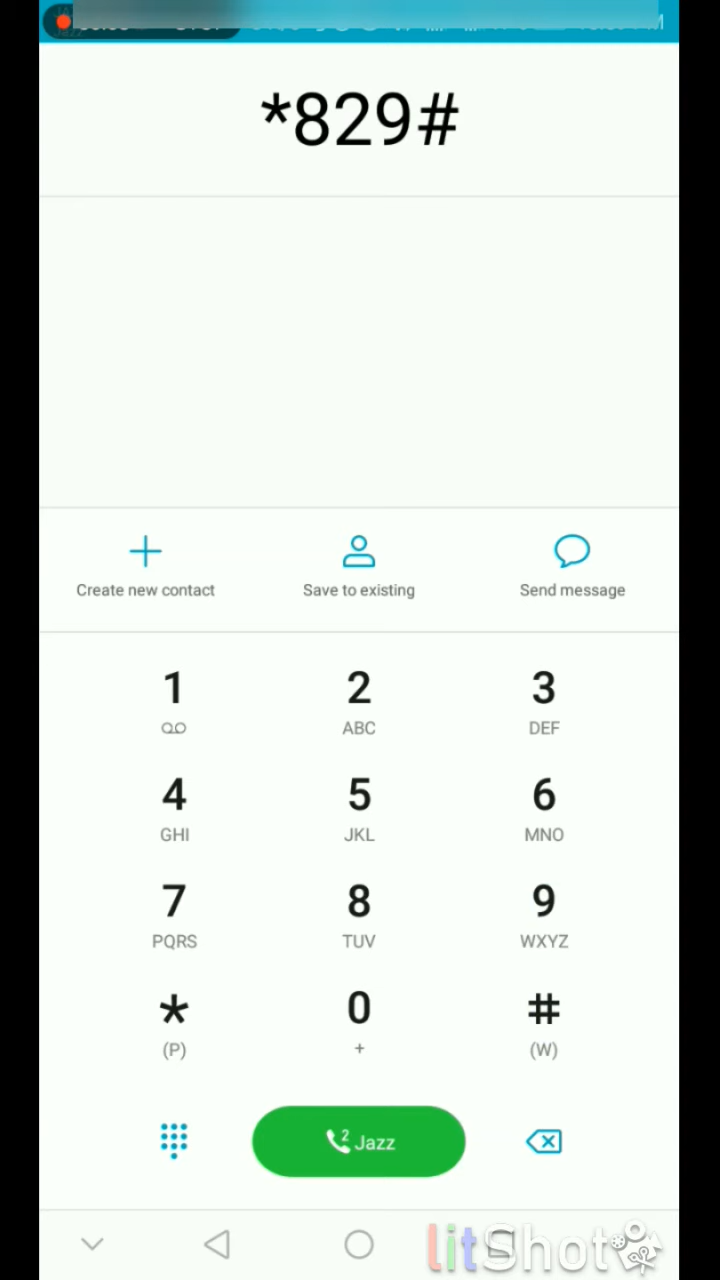 *829#
Create new contact
Save to existing
Send message
1
2
ABC
3
DEF
4
GHI
5
JKL
6
MNO
7
PQRS
8
TUV
9
WXYZ
*
(P)
0
+
#
(W)
2 Jazz
litShot